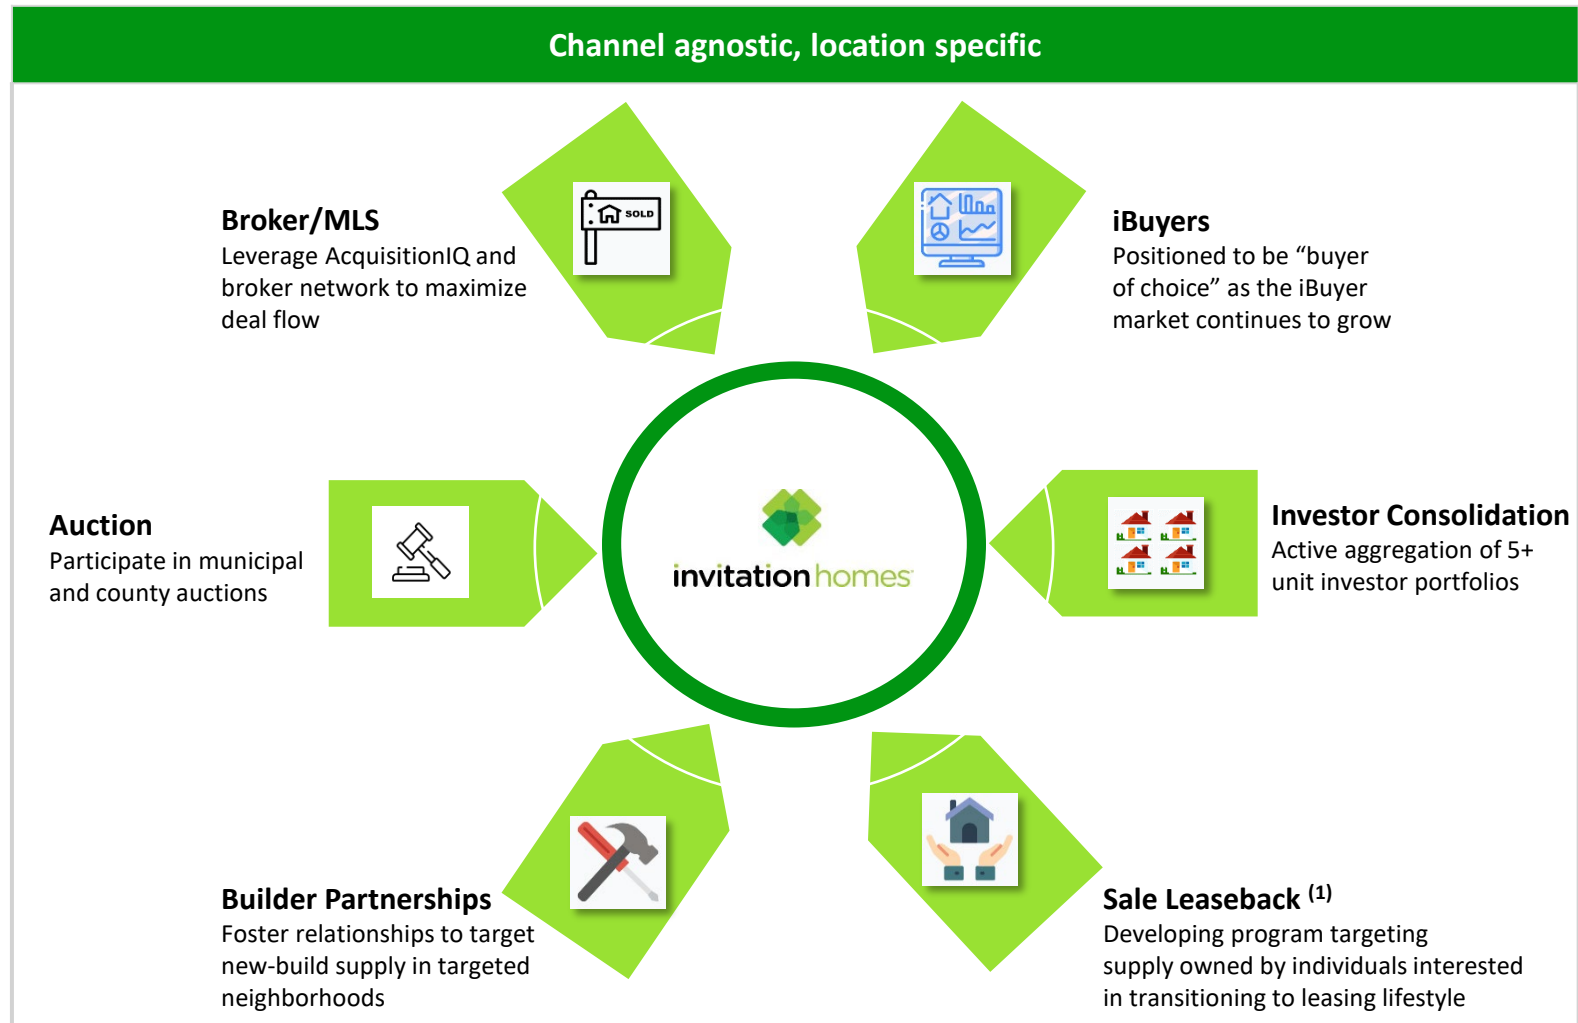 Channel agnostic, location specific
SOLD
Broker/MLS
Leverage AcquisitionIQ and
broker network to maximize
deal flow
iBuyers
Positioned to be “buyer
of choice” as the iBuyer
market continues to grow
Auction
Participate in municipal
and county auctions
invitation homes
Investor Consolidation
Active aggregation of 5+
unit investor portfolios
Builder Partnerships
Foster relationships to target
new-build supply in targeted
neighborhoods
Sale Leaseback (1)
Developing program targeting
supply owned by individuals interested
in transitioning to leasing lifestyle